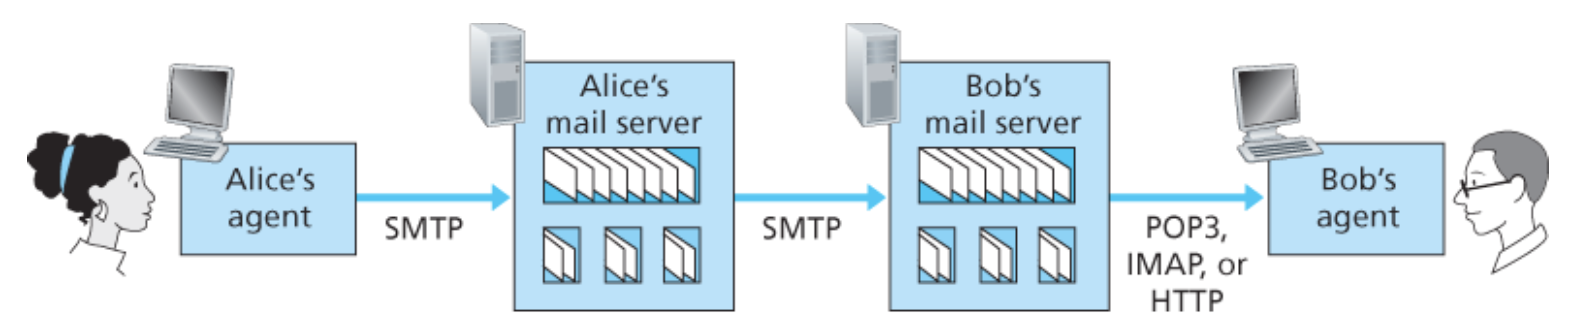 Alice's
agent
SMTP
Alice's
mail server
SMTP
Bob's
mail server
POP3,
IMAP, or
HTTP
Bob's
agent